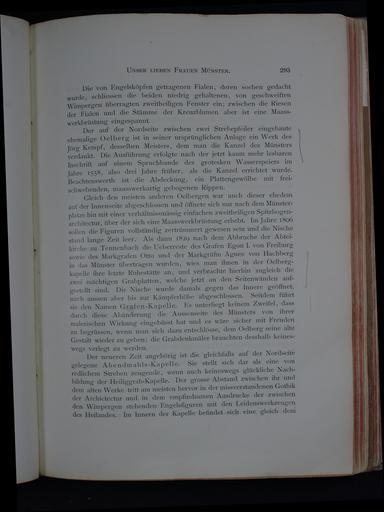 Unser lieben Frauen Münster. 293
Die von Engelsköpfen getragenen Fialen, deren soeben gedacht
wurde, schliessen die beiden niedrig gehaltenen, von geschweiften
Wimpergen überragten zweitheiligen Fenster ein; zwischen die Riesen
der Fialen und die Stämme der Kreuzblumen aber ist eine Maass-
werkbrüstung eingespannt.
Der auf der Nordseite zwischen zwei Strebepfeiler eingebaute
ehemalige Oelberg ist in seiner ursprünglichen Anlage ein Werk des
Jörg Kempf, desselben Meisters, dem man die Kanzel des Münsters
verdankt. Die Ausführung erfolgte nach der jetzt kaum mehr lesbaren
Inschrift auf einem Spruchbande des grotesken Wasserspeiers im
Jahre 1558, also drei Jahre früher, als die Kanzel errichtet wurde.
Beachtenswerth ist die Abdeckung, ein Plattengewölbe mit frei-
schwebenden, maasswerkartig gebogenen Rippen.
Gleich den meisten anderen Oelbergen war auch dieser ehedem
auf der Innenseite abgeschlossen und öffnete sich nur nach dem Münster-
platze hin mit einer verhältnissmässig einfachen zweitheiligen Spitzbogen-
architectur, über der sich eine Maasswerkbrüstung erhebt. Im Jahre 1806
sollen die Figuren vollständig zertrümmert gewesen sein und die Nische
stand lange Zeit leer. Als dann 1829 nach dem Abbruche der Abtei-
kirche zu Tennenbach die Ueberreste des Grafen Egon I. von Freiburg
sowie des Markgrafen Otto und der Markgräfin Agnes von Hachberg
in das Münster übertragen wurden, wies man ihnen in der Oelberg-
kapelle ihre letzte Ruhestätte an, und verbrachte hierhin zugleich die
zwei mächtigen Grabplatten, welche jetzt an den Seitenwänden auf-
gestellt sind. Die Nische wurde damals gegen das Innere geöffnet,
nach aussen aber bis zur Kämpferhöhe abgeschlossen. Seitdem führt
sie den Namen Grafen-Kapelle. Es unterliegt keinem Zweifel, dass
durch diese Abänderung die Aussenseite des Münsters von ihrer
malerischen Wirkung eingebüsst hat und es wäre sicher mit Freuden
zu begrüssen, wenn man sich dazu entschlösse, dem Oelberg seine alte
Gestalt wieder zu geben; die Grabdenkmäler brauchten desshalb keines-
wegs verlegt zu werden.
Der neueren Zeit angehörig ist die gleichfalls auf der Nordseite
gelegene Abendmahls-Kapelle. Sie stellt sich dar als eine von
redlichem Streben zeugende, wenn auch keineswegs glückliche Nach-
bildung der Heiliggrab-Kapelle. Der grosse Abstand zwischen ihr und
dem alten Werke tritt am meisten hervor in der missverstandenen Gothik
der Architectur und in dem empfindsamen Ausdrucke der zwischen
den Wimpergen stehenden Engelsfiguren mit den Leidenswerkzeugen
des Heilandes. Im Innern der Kapelle befindet sich eine gleich dem